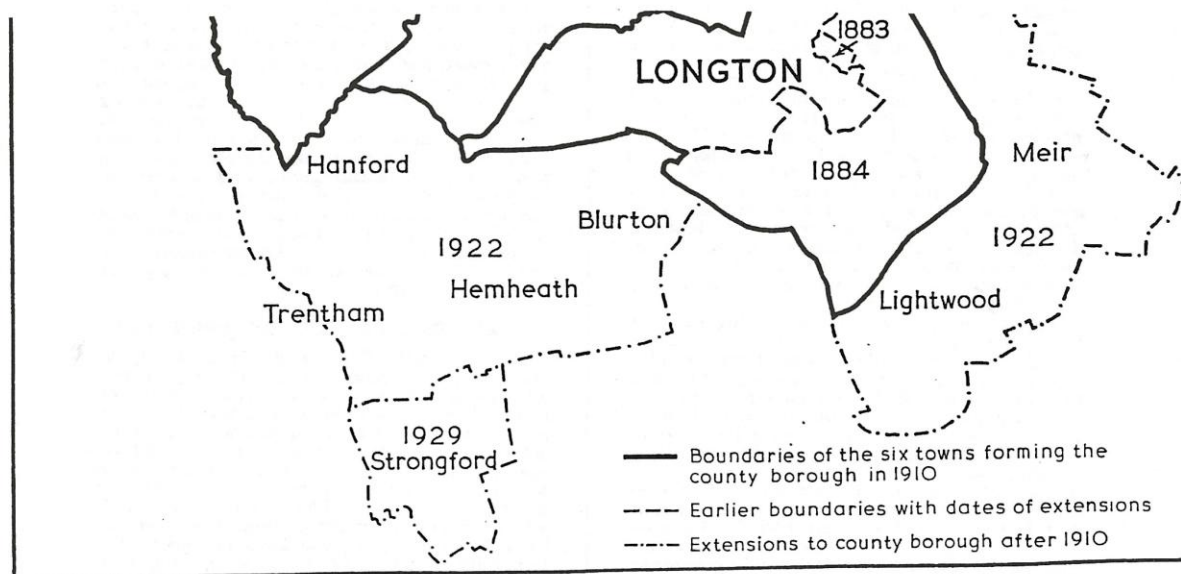 1883
LONGTON
Hanford
1884
Meir
Blurton
1922
1922
Hemheath
Lightwood
Trentham
1929
Strongford
Boundaries of the six towns forming the
county borough in 1910
Earlier boundaries with dates of extensions
Extensions to county borough after 1910